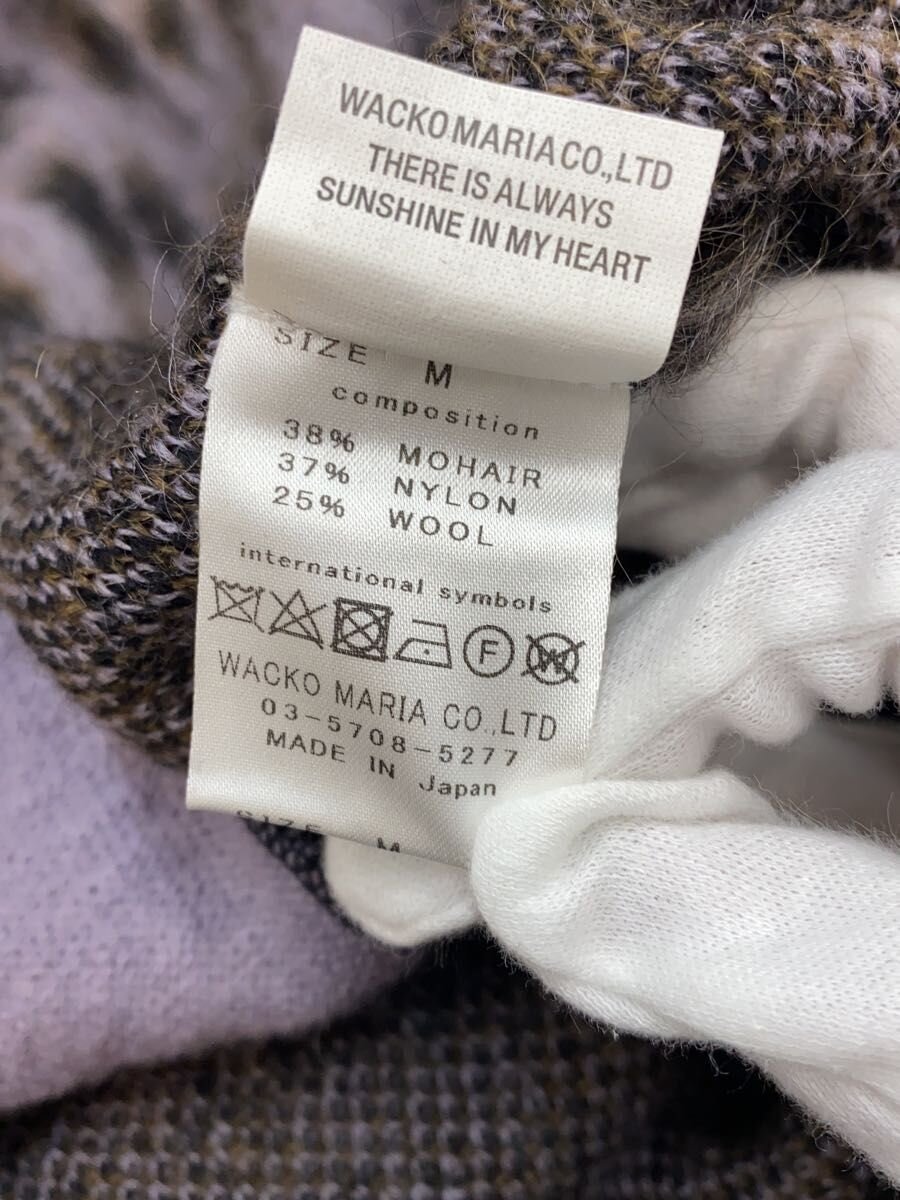 WACKO MARIA CO.,LTD
THERE IS ALWAYS
SUNSHINE IN MY HEART
SIZE M
composition
38% MOHAIR
37% NYLON
25% WOOL
international symbols
F W
WACKO MARIA CO.,LTD
03-5708-5277
MADE IN Japan
SIZE M